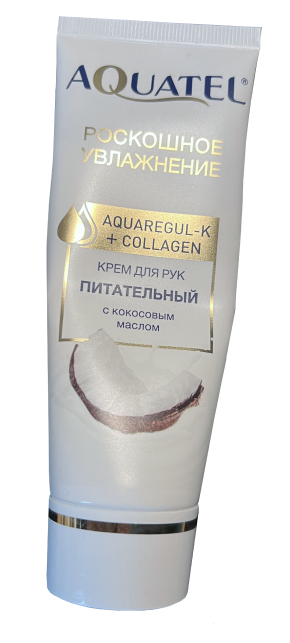 AQUATEL®
РОСКОШНОЕ
УВЛАЖНЕНИЕ
AQUAREGUL-K
+ COLLAGEN
КРЕМ ДЛЯ РУК
ПИТАТЕЛЬНЫЙ
с кокосовым
маслом